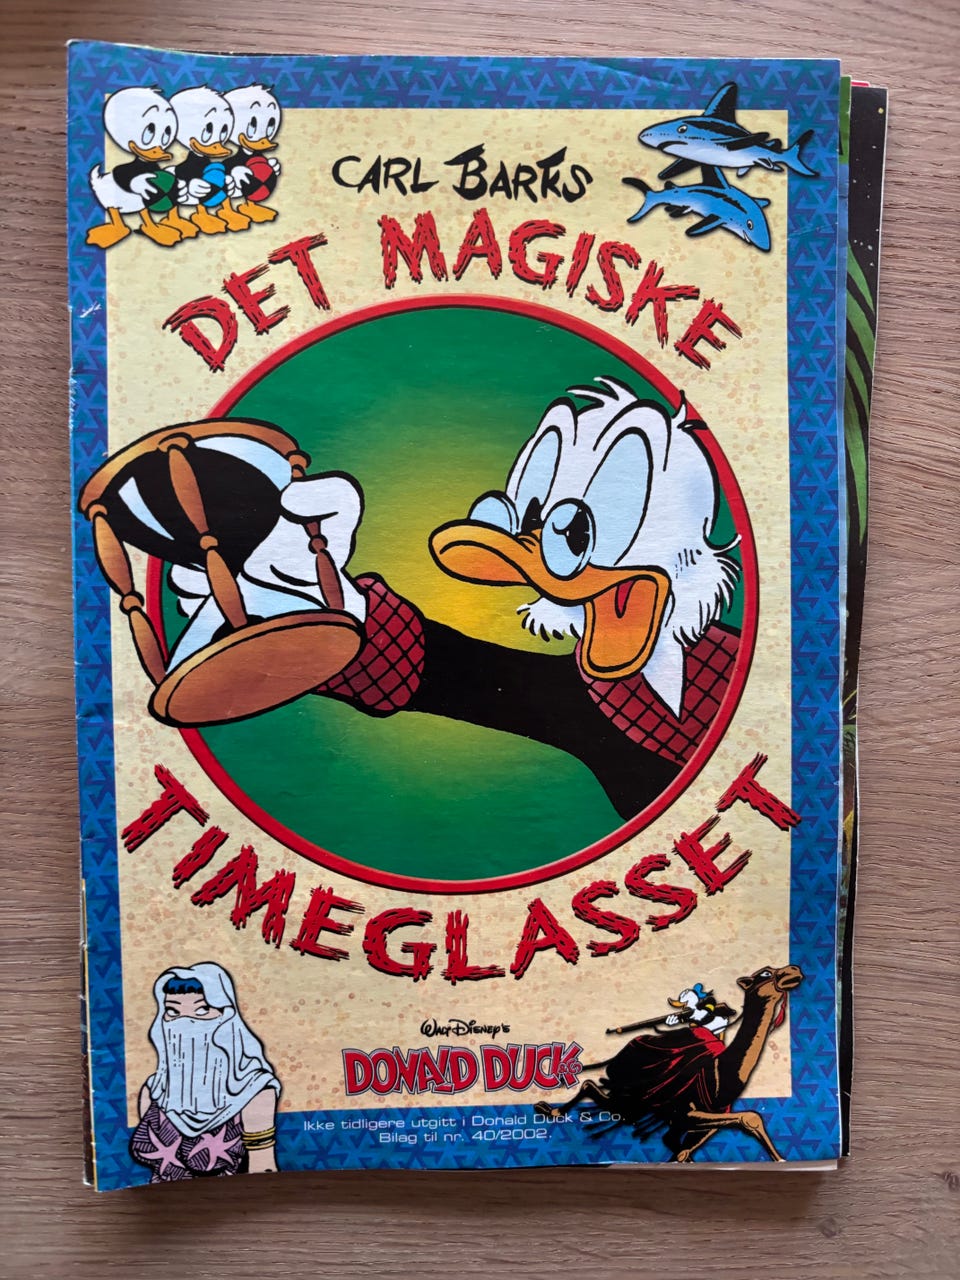 CARL BARKS
DET MAGISKE
TIMEGLASSET
WALT DISNEY'S
DONALD DUCK & CO
Ikke tidligere utgitt i Donald Duck & Co.
Bilag til nr. 40/2002.